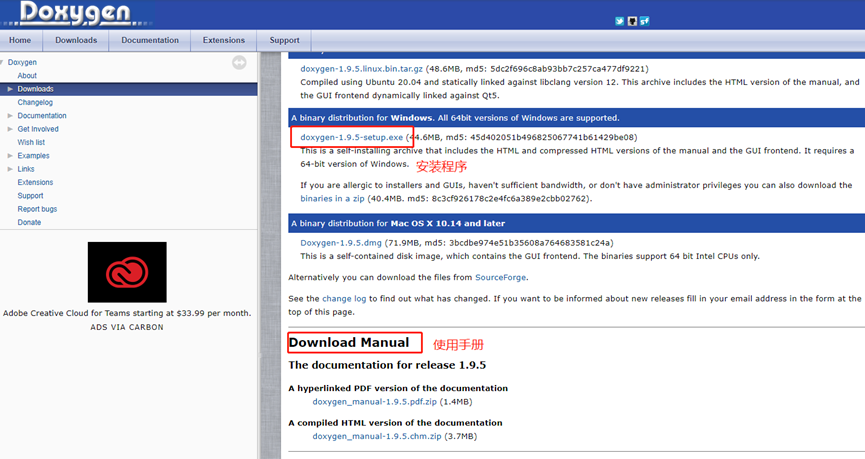 Doxygen
Home
Downloads
Documentation
Extensions
Support
Doxygen
About
Downloads
Changelog
Documentation
Get Involved
Wish list
Examples
Links
Extensions
Support
Report bugs
Donate
Adobe Creative Cloud for Teams starting at $33.99 per month.
ADS VIA CARBON
doxygen-1.9.5.linux.bin.tar.gz (48.6MB, md5: 5dc2f696c8ab93bb7c257ca477df9221)
Compiled using Ubuntu 20.04 and statically linked against libclang version 12. This archive includes the HTML version of the manual, and
the GUI frontend dynamically linked against Qt5.
A binary distribution for Windows. All 64bit versions of Windows are supported.
doxygen-1.9.5-setup.exe (44.6MB, md5: 45d402051b496825067741b61429be08)
This is a self-installing archive that includes the HTML and compressed HTML versions of the manual and the GUI frontend. It requires a
64-bit version of Windows.
安装程序
If you are allergic to installers and GUIs, haven't sufficient bandwidth, or don't have administrator privileges you can also download the
binaries in a zip (40.4MB. md5: 8c3cf926178c2e4fc6a389e2cbb02762).
A binary distribution for Mac OS X 10.14 and later
Doxygen-1.9.5.dmg (71.9MB, md5: 3bcdbe974e51b35608a764683581c24a)
This is a self-contained disk image, which contains the GUI frontend. The binaries support 64 bit Intel CPUs only.
Alternatively you can download the files from SourceForge.
See the change log to find out what has changed. If you want to be informed about new releases fill in your email address in the form at the
top of this page.
Download Manual
使用手册
The documentation for release 1.9.5
A hyperlinked PDF version of the documentation
doxygen_manual-1.9.5.pdf.zip (1.4MB)
A compiled HTML version of the documentation
doxygen_manual-1.9.5.chm.zip (3.7MB)